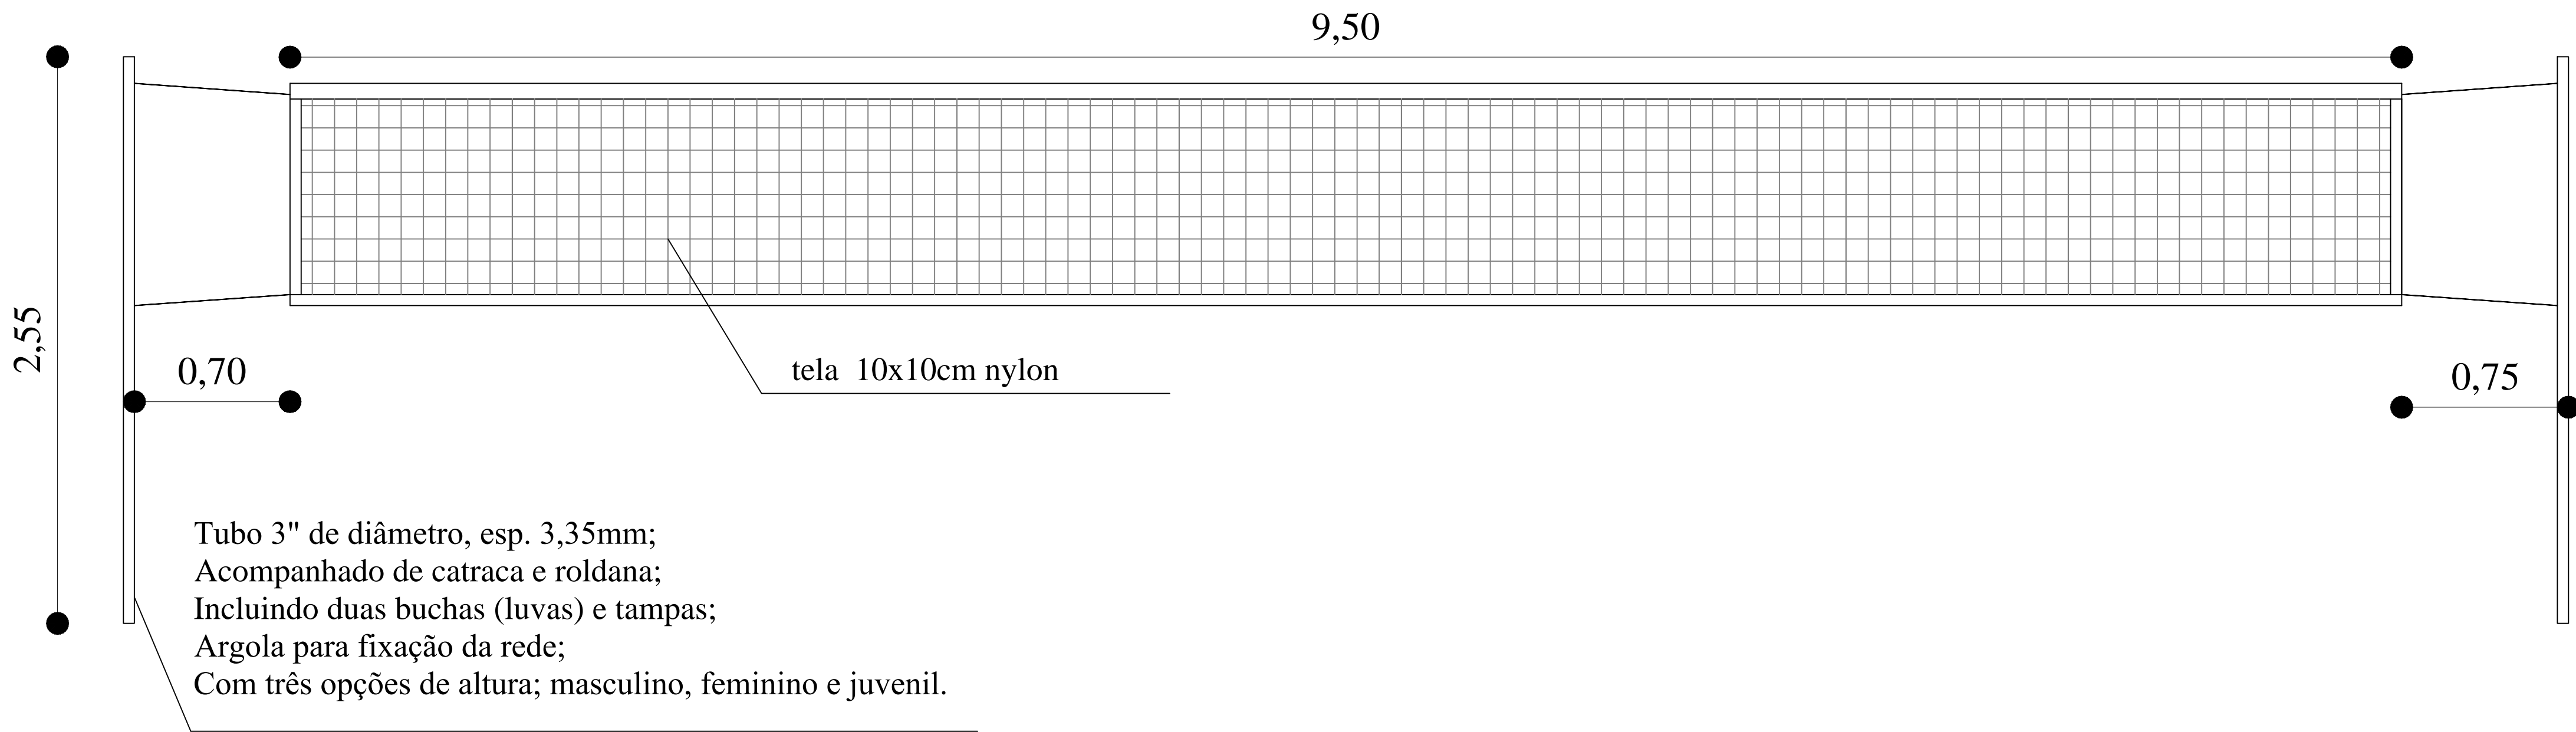 9,50
2,55
0,70
0,75
tela  10x10cm nylon
Tubo 3" de diâmetro, esp. 3,35mm;
Acompanhado de catraca e roldana;
Incluindo duas buchas (luvas) e tampas;
Argola para fixação da rede;
Com três opções de altura; masculino, feminino e juvenil.